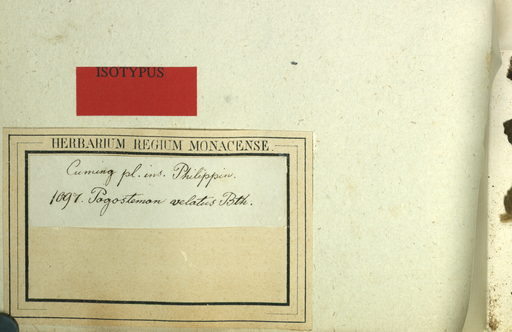 ISOTYPUS
HERBARIUM REGIUM MONACENSE
Cuming pl. ins. Philippin.
1097. Pogostemon velatus Bth.